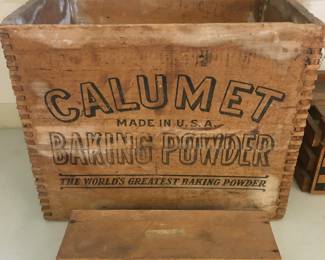 CALUMET
MADE IN U.S.A.
BAKING POWDER
THE WORLD'S GREATEST BAKING POWDER